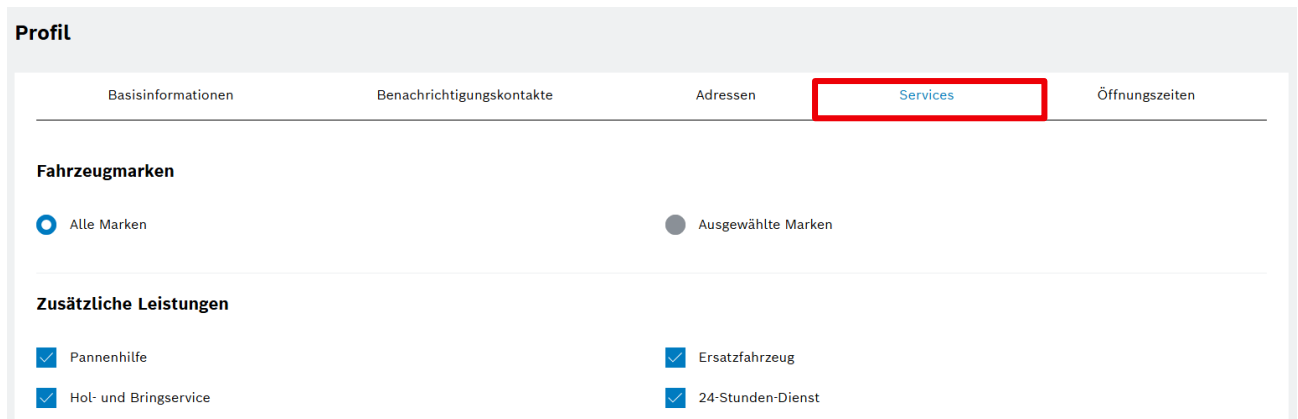 Profil
Basisinformationen Benachrichtigungskontakte Adressen Services Öffnungszeiten
Fahrzeugmarken
Alle Marken Ausgewählte Marken
Zusätzliche Leistungen
Pannenhilfe Ersatzfahrzeug
Hol- und Bringservice 24-Stunden-Dienst